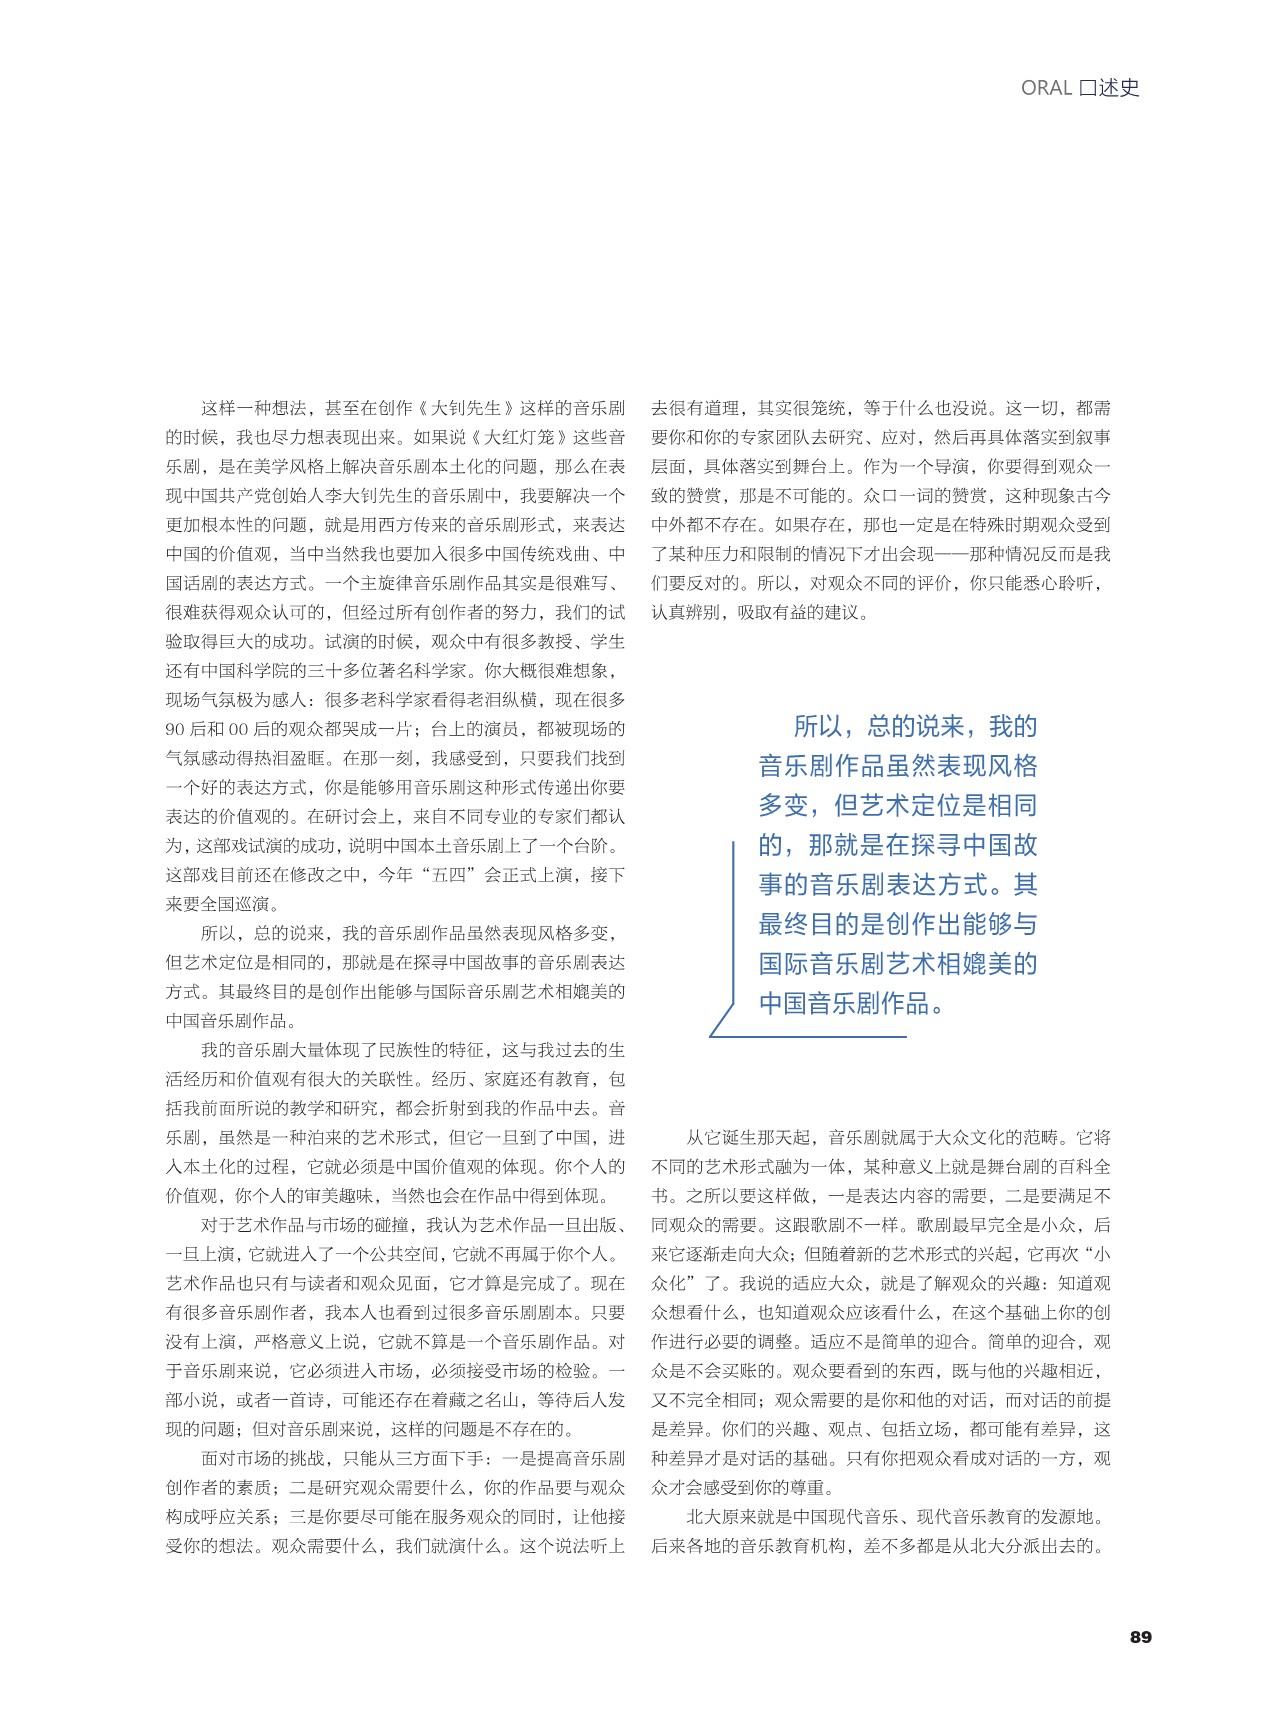 ORAL 口述史
这样一种想法，甚至在创作《大钊先生》这样的音乐剧
的时候，我也尽力想表现出来。如果说《大红灯笼》这些音
乐剧，是在美学风格上解决音乐剧本土化的问题，那么在表
现中国共产党创始人李大钊先生的音乐剧中，我要解决一个
更加根本性的问题，就是用西方传来的音乐剧形式，来表达
中国的价值观，当中当然我也要加入很多中国传统戏曲、中
国话剧的表达方式。一个主旋律音乐剧作品其实是很难写、
很难获得观众认可的，但经过所有创作者的努力，我们的试
验取得巨大的成功。试演的时候，观众中有很多教授、学生
还有中国科学院的三十多位著名科学家。你大概很难想象，
现场气氛极为感人：很多老科学家看得老泪纵横，现在很多
90 后和 00 后的观众都哭成一片；台上的演员，都被现场的
气氛感动得热泪盈眶。在那一刻，我感受到，只要我们找到
一个好的表达方式，你是能够用音乐剧这种形式传递出你要
表达的价值观的。在研讨会上，来自不同专业的专家们都认
为，这部戏试演的成功，说明中国本土音乐剧上了一个台阶。
这部戏目前还在修改之中，今年“五四”会正式上演，接下
来要全国巡演。
所以，总的说来，我的音乐剧作品虽然表现风格多变，
但艺术定位是相同的，那就是在探寻中国故事的音乐剧表达
方式。其最终目的是创作出能够与国际音乐剧艺术相媲美的
中国音乐剧作品。
我的音乐剧大量体现了民族性的特征，这与我过去的生
活经历和价值观有很大的关联性。经历、家庭还有教育，包
括我前面所说的教学和研究，都会折射到我的作品中去。音
乐剧，虽然是一种泊来的艺术形式，但它一旦到了中国，进
入本土化的过程，它就必须是中国价值观的体现。你个人的
价值观，你个人的审美趣味，当然也会在作品中得到体现。
对于艺术作品与市场的碰撞，我认为艺术作品一旦出版、
一旦上演，它就进入了一个公共空间，它就不再属于你个人。
艺术作品也只有与读者和观众见面，它才算是完成了。现在
有很多音乐剧作者，我本人也看到过很多音乐剧剧本。只要
没有上演，严格意义上说，它就不算是一个音乐剧作品。对
于音乐剧来说，它必须进入市场，必须接受市场的检验。一
部小说，或者一首诗，可能还存在着藏之名山，等待后人发
现的问题；但对音乐剧来说，这样的问题是不存在的。
面对市场的挑战，只能从三方面下手：一是提高音乐剧
创作者的素质；二是研究观众需要什么，你的作品要与观众
构成呼应关系；三是你要尽可能在服务观众的同时，让他接
受你的想法。观众需要什么，我们就演什么。这个说法听上
去很有道理，其实很笼统，等于什么也没说。这一切，都需
要你和你的专家团队去研究、应对，然后再具体落实到叙事
层面，具体落实到舞台上。作为一个导演，你要得到观众一
致的赞赏，那是不可能的。众口一词的赞赏，这种现象古今
中外都不存在。如果存在，那也一定是在特殊时期观众受到
了某种压力和限制的情况下才出会现——那种情况反而是我
们要反对的。所以，对观众不同的评价，你只能悉心聆听，
认真辨别，吸取有益的建议。
所以，总的说来，我的
音乐剧作品虽然表现风格
多变，但艺术定位是相同
的，那就是在探寻中国故
事的音乐剧表达方式。其
最终目的是创作出能够与
国际音乐剧艺术相媲美的
中国音乐剧作品。
从它诞生那天起，音乐剧就属于大众文化的范畴。它将
不同的艺术形式融为一体，某种意义上就是舞台剧的百科全
书。之所以要这样做，一是表达内容的需要，二是要满足不
同观众的需要。这跟歌剧不一样。歌剧最早完全是小众，后
来它逐渐走向大众；但随着新的艺术形式的兴起，它再次“小
众化”了。我说的适应大众，就是了解观众的兴趣：知道观
众想看什么，也知道观众应该看什么，在这个基础上你的创
作进行必要的调整。适应不是简单的迎合。简单的迎合，观
众是不会买账的。观众要看到的东西，既与他的兴趣相近，
又不完全相同；观众需要的是你和他的对话，而对话的前提
是差异。你们的兴趣、观点、包括立场，都可能有差异，这
种差异才是对话的基础。只有你把观众看成对话的一方，观
众才会感受到你的尊重。
北大原来就是中国现代音乐、现代音乐教育的发源地。
后来各地的音乐教育机构，差不多都是从北大分派出去的。
89